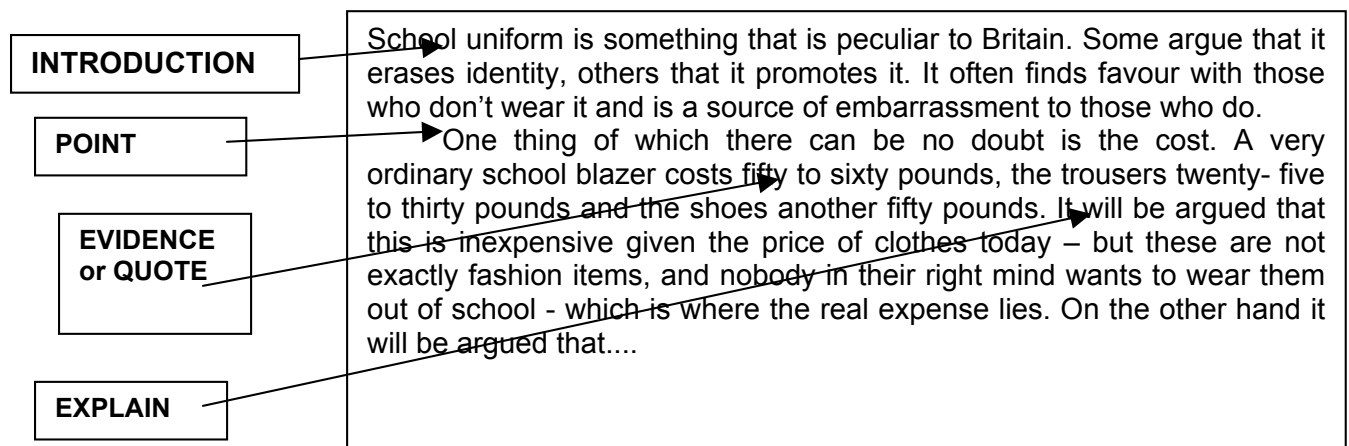 INTRODUCTION
POINT
EVIDENCE
or QUOTE
EXPLAIN
School uniform is something that is peculiar to Britain. Some argue that it
erases identity, others that it promotes it. It often finds favour with those
who don’t wear it and is a source of embarrassment to those who do.
One thing of which there can be no doubt is the cost. A very
ordinary school blazer costs fifty to sixty pounds, the trousers twenty- five
to thirty pounds and the shoes another fifty pounds. It will be argued that
this is inexpensive given the price of clothes today – but these are not
exactly fashion items, and nobody in their right mind wants to wear them
out of school - which is where the real expense lies. On the other hand it
will be argued that....